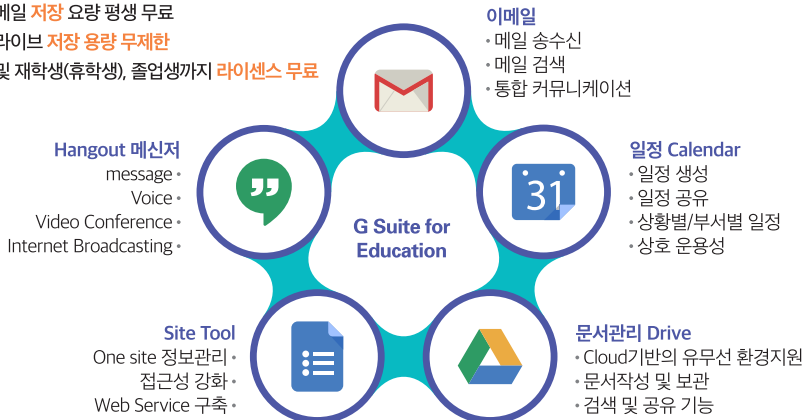 메일 저장 요량 평생 무료
라이브 저장 용량 무제한
및 재학생(휴학생), 졸업생까지 라이센스 무료
이메일
· 메일 송수신
· 메일 검색
· 통합 커뮤니케이션
Hangout 메신저
message ·
Voice ·
Video Conference ·
Internet Broadcasting ·
일정 Calendar
· 일정 생성
· 일정 공유
· 상황별/부서별 일정
· 상호 운용성
31
G Suite for
Education
Site Tool
One site 정보관리 ·
접근성 강화 ·
Web Service 구축 ·
문서관리 Drive
· Cloud기반의 유무선 환경지원
· 문서작성 및 보관
· 검색 및 공유 기능